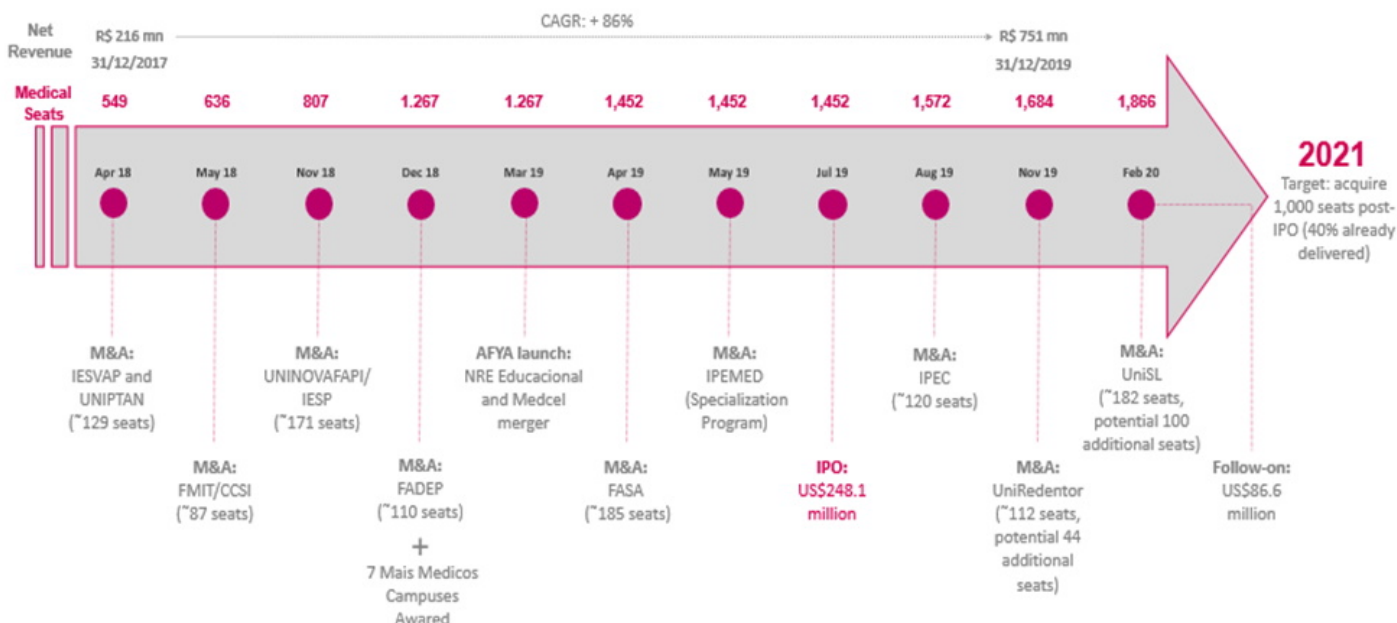 Net
Revenue
R$ 216 mn
31/12/2017
CAGR: + 86%
R$ 751 mn
31/12/2019
Medical
Seats
549
636
807
1.267
1.267
1,452
1,452
1,452
1,572
1,684
1,866
Apr 18
May 18
Nov 18
Dec 18
Mar 19
Apr 19
May 19
Jul 19
Aug 19
Nov 19
Feb 20
2021
Target: acquire
1,000 seats post-
IPO (40% already
delivered)
M&A:
IESVAP and
UNIPTAN
(~129 seats)
M&A:
FMIT/CCSI
(~87 seats)
M&A:
UNINOVAFAPI/
IESP
(~171 seats)
M&A:
FADEP
(~110 seats)
+
7 Mais Medicos
Campuses
Awared
AFYA launch:
NRE Educacional
and Medcel
merger
M&A:
FASA
(~185 seats)
M&A:
IPEMED
(Specialization
Program)
IPO:
US$248.1
million
M&A:
IPEC
(~120 seats)
M&A:
UniRedentor
(~112 seats,
potential 44
additional
seats)
M&A:
UniSL
(~182 seats,
potential 100
additional seats)
Follow-on:
US$86.6
million